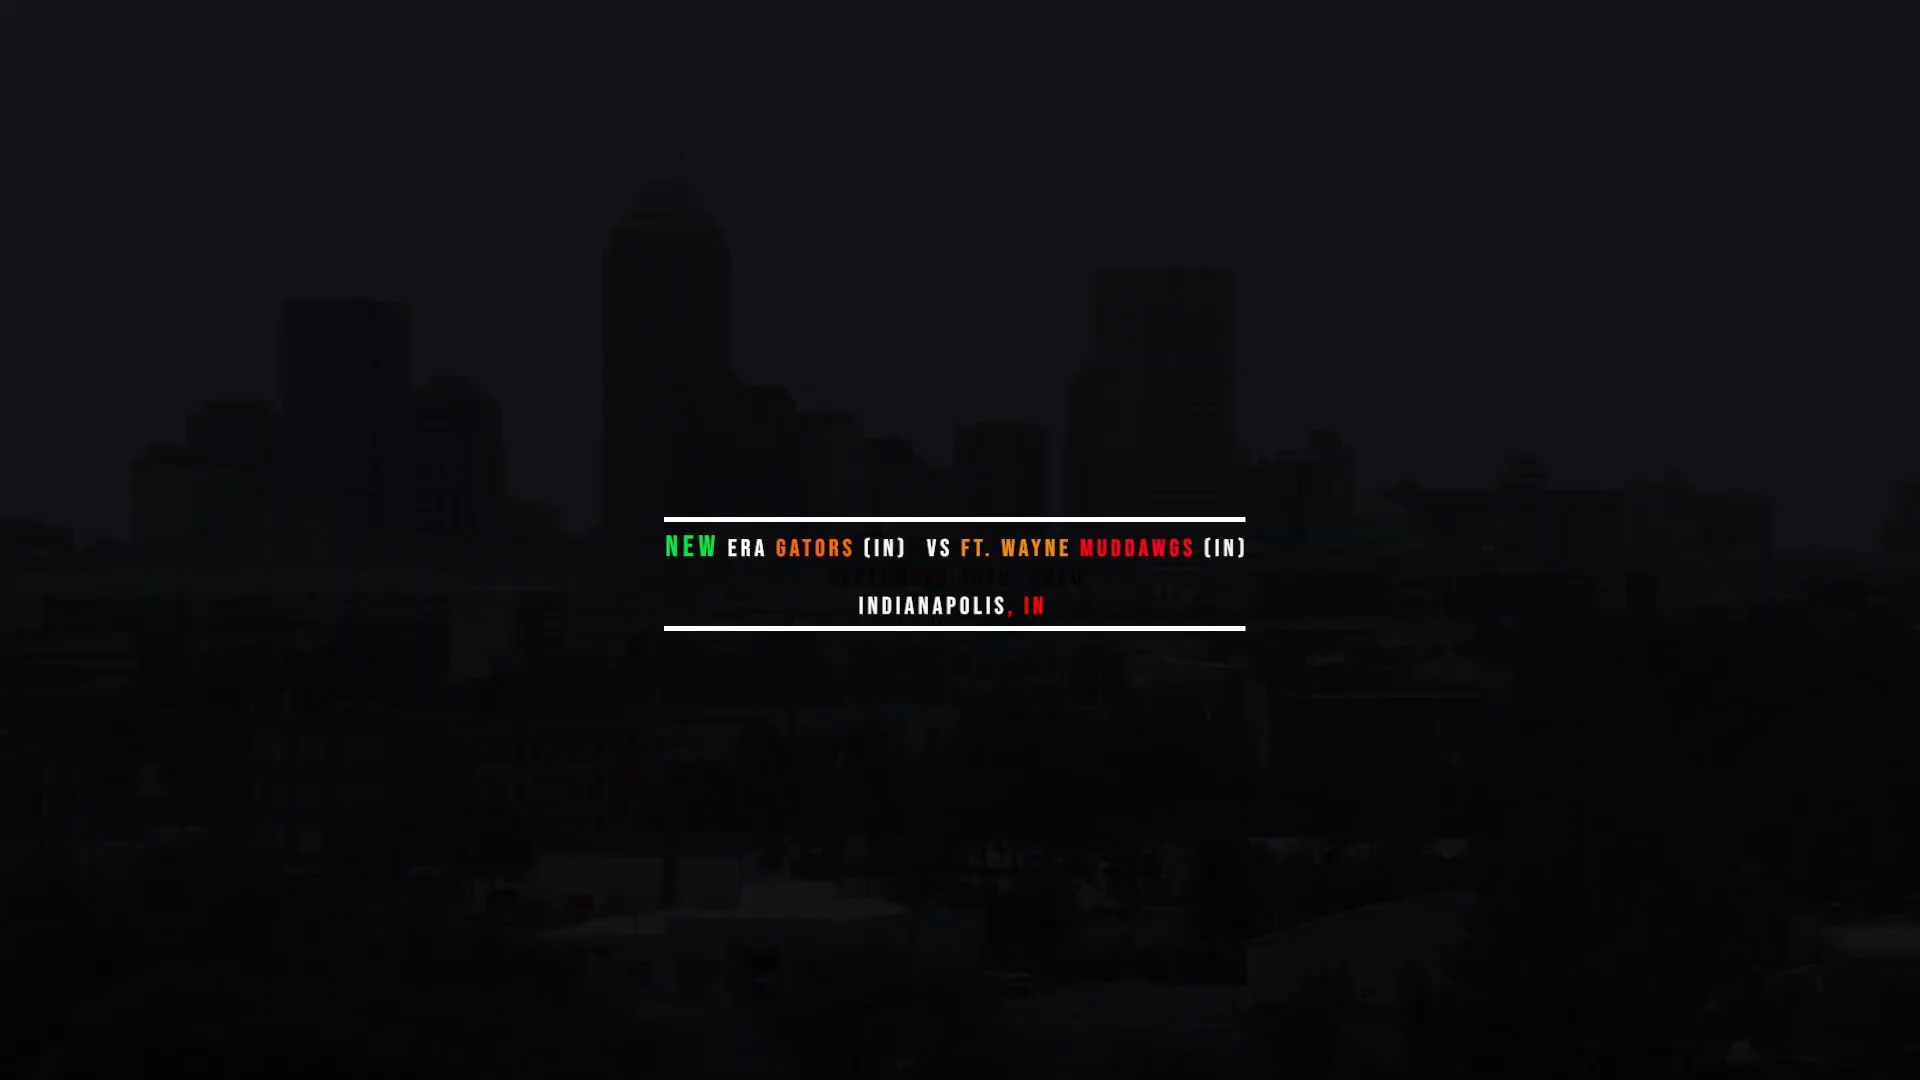 NEW ERA GATORS (IN) VS FT. WAYNE MUDDAWGS (IN)
INDIANAPOLIS, IN